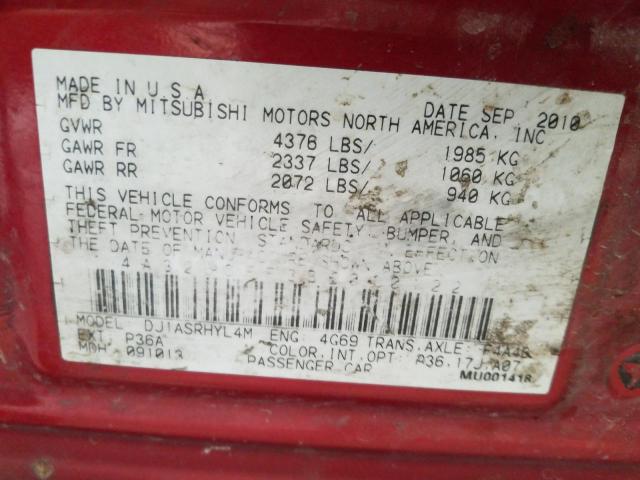 MADE IN U.S.A. DATE SEP. 2010
MFD BY MITSUBISHI MOTORS NORTH AMERICA, INC
GVWR 4376 LBS/ 1985 KG
GAWR FR 2337 LBS/ 1060 KG
GAWR RR 2072 LBS/ 940 KG
THIS VEHICLE CONFORMS TO ALL APPLICABLE
FEDERAL MOTOR VEHICLE SAFETY, BUMPER, AND
THEFT PREVENTION STANDARDS IN EFFECTION
THE DATE OF ABOVE
MODEL DJ1ASRHYL4M ENG: 4G69 TRANS.AXLE:
EXT. P36A COLOR.INT.OPT: 17J.A07
MDH: 091013 PASSENGER CAR MU001418